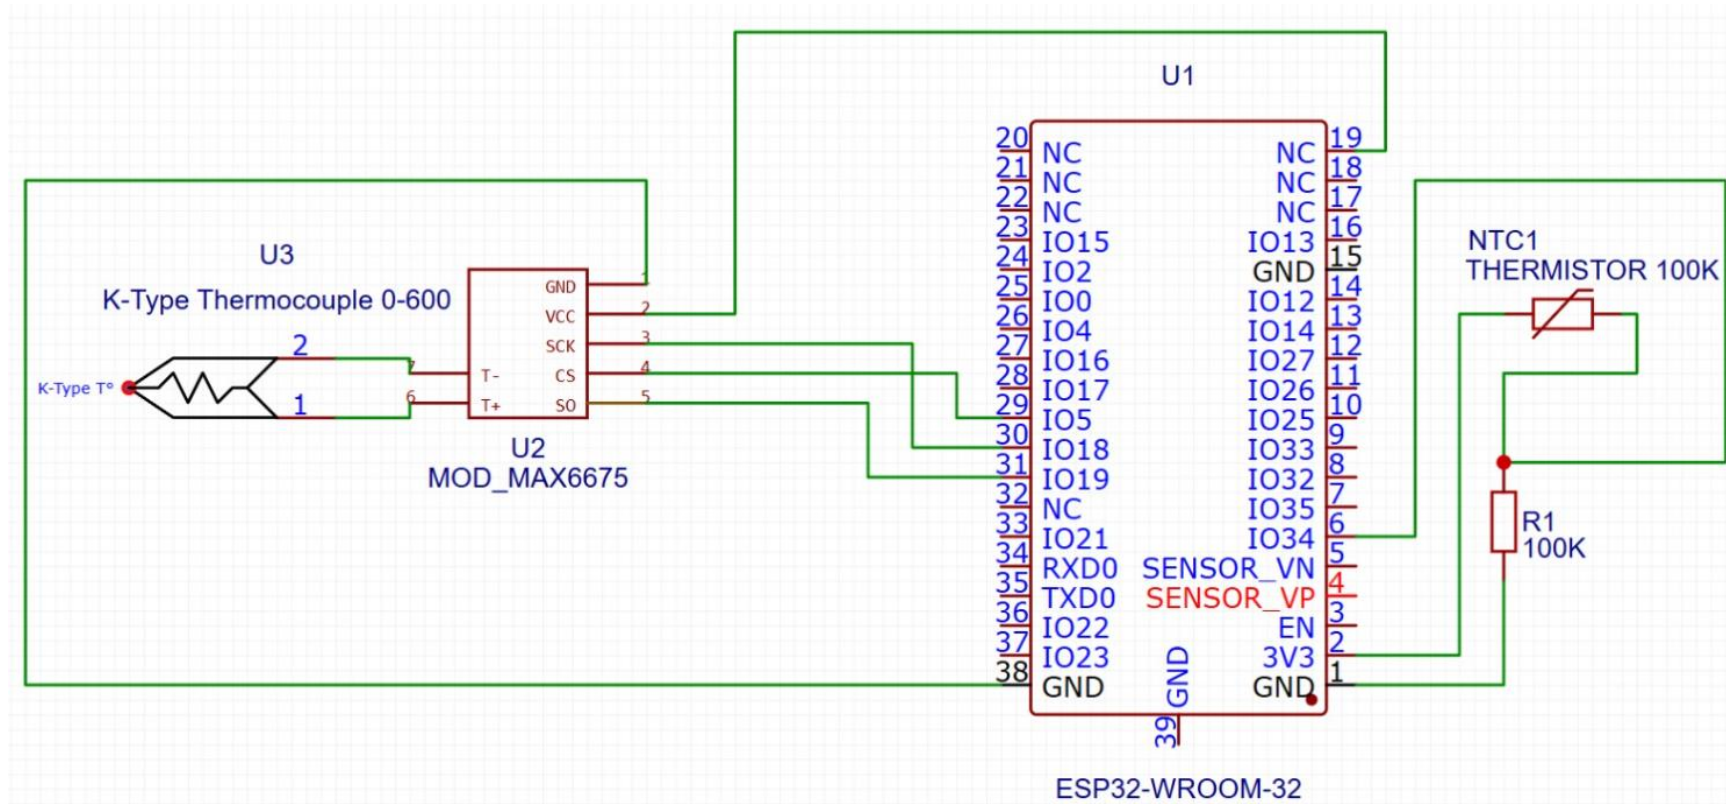 U1
U3
K-Type Thermocouple 0-600
K-Type T°
2
1
7
6
T-
T+
GND
VCC
SCK
CS
SO
1
2
3
4
5
U2
MOD_MAX6675
20 NC NC 19
21 NC NC 18
22 NC NC 17
23 IO15 IO13 16
24 IO2 GND 15
25 IO0 IO12 14
26 IO4 IO14 13
27 IO16 IO27 12
28 IO17 IO26 11
29 IO5 IO25 10
30 IO18 IO33 9
31 IO19 IO32 8
32 NC IO35 7
33 IO21 IO34 6
34 RXD0 SENSOR_VN 5
35 TXD0 SENSOR_VP 4
36 IO22 EN 3
37 IO23 3V3 2
38 GND GND 1
GND
39
ESP32-WROOM-32
NTC1
THERMISTOR 100K
R1
100K